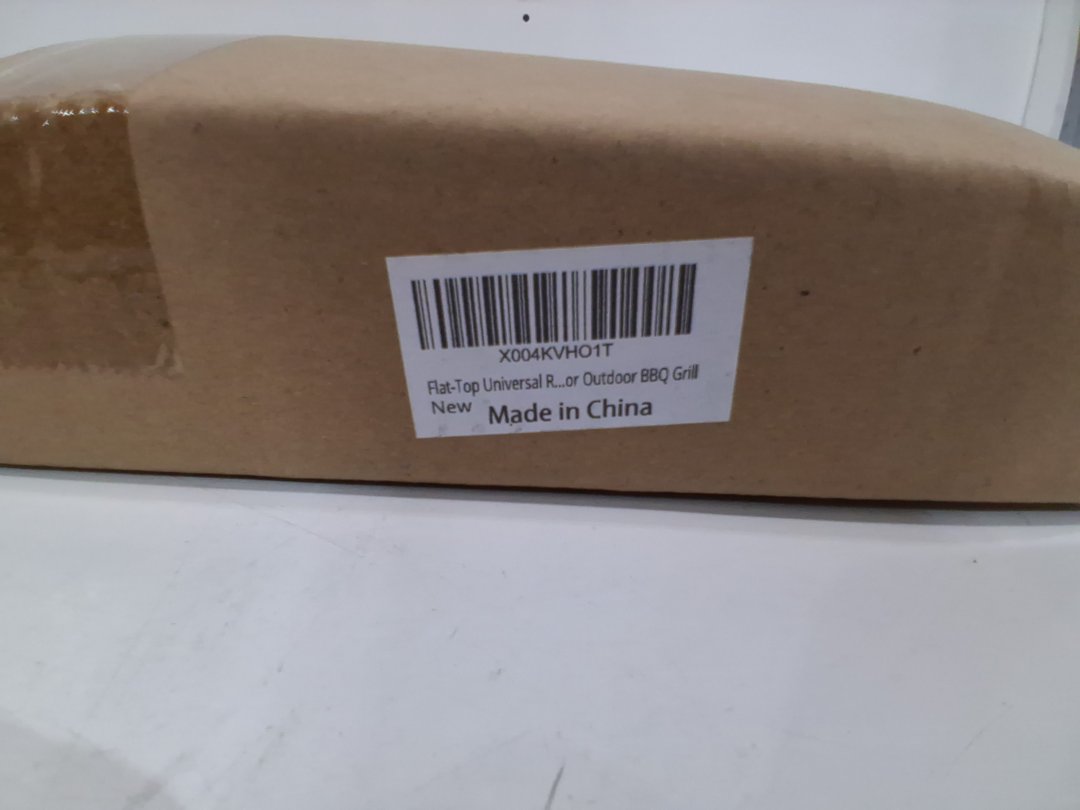 X004KVHO1T
Flat-Top Universal R...or Outdoor BBQ Grill
New Made in China